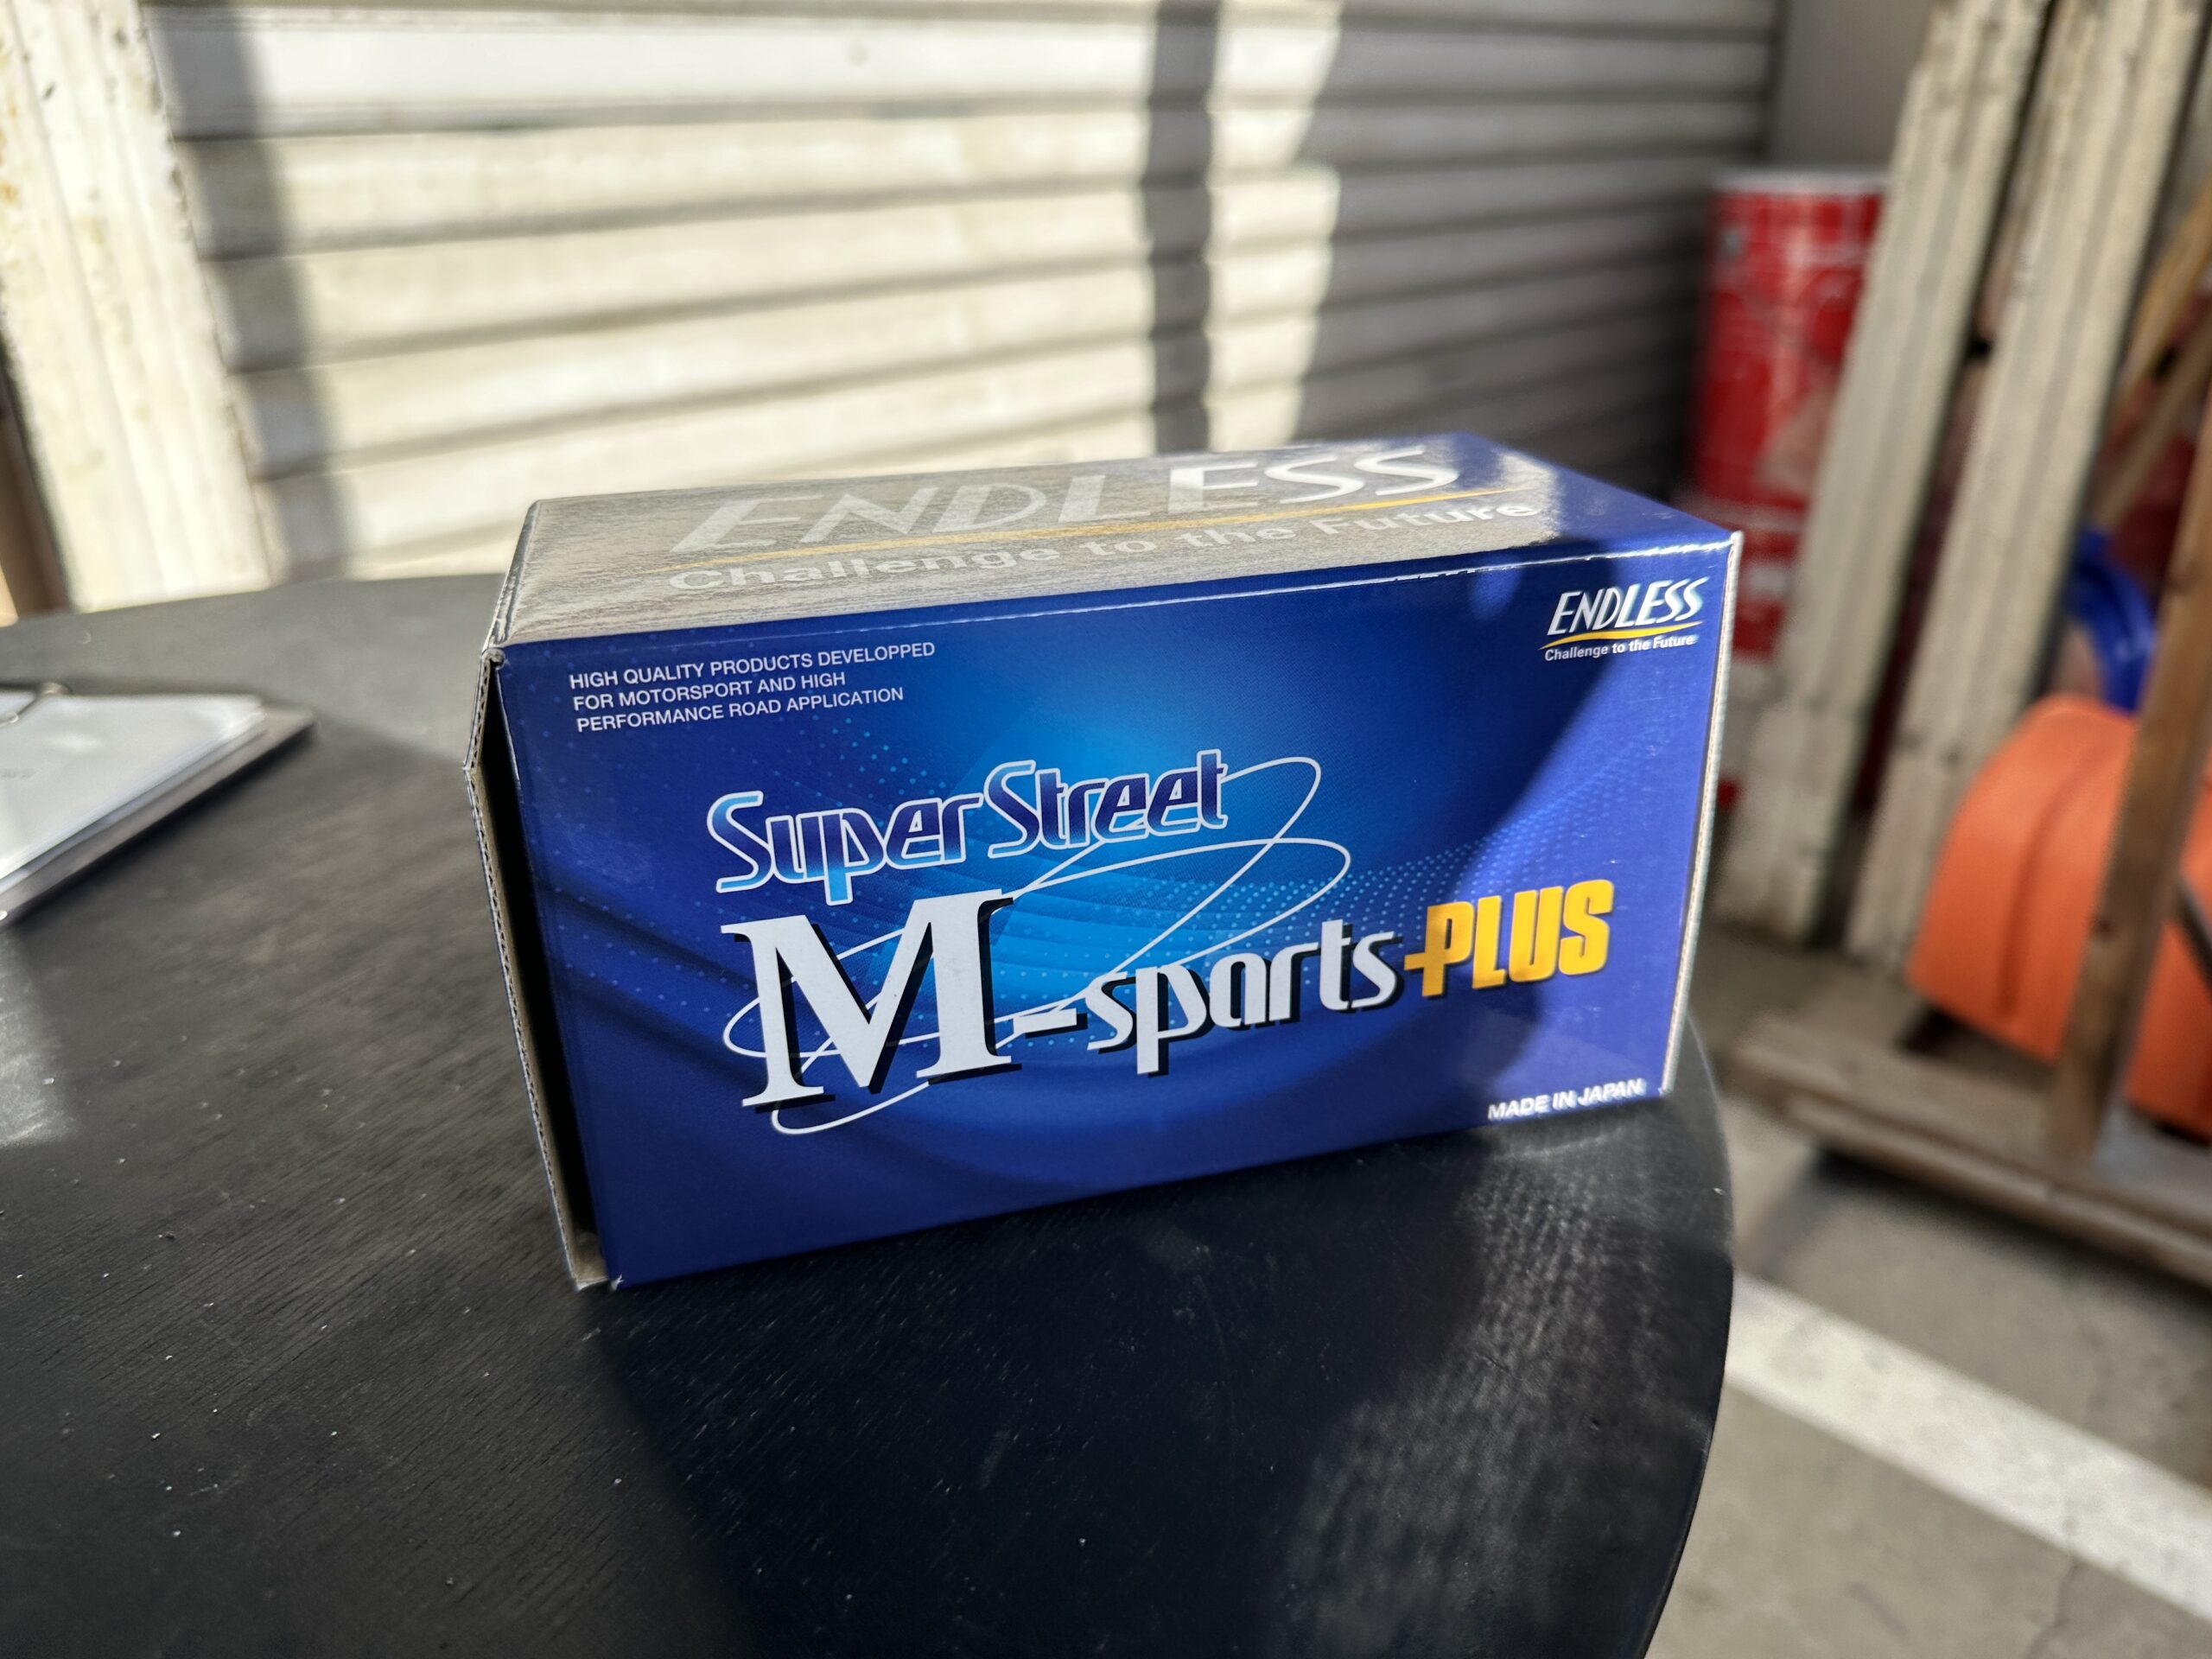 ENDLESS
Challenge to the Future
ENDLESS
Challenge to the Future
HIGH QUALITY PRODUCTS DEVELOPPED
FOR MOTORSPORT AND HIGH
PERFORMANCE ROAD APPLICATION
Super Street
M-sports+PLUS
MADE IN JAPAN